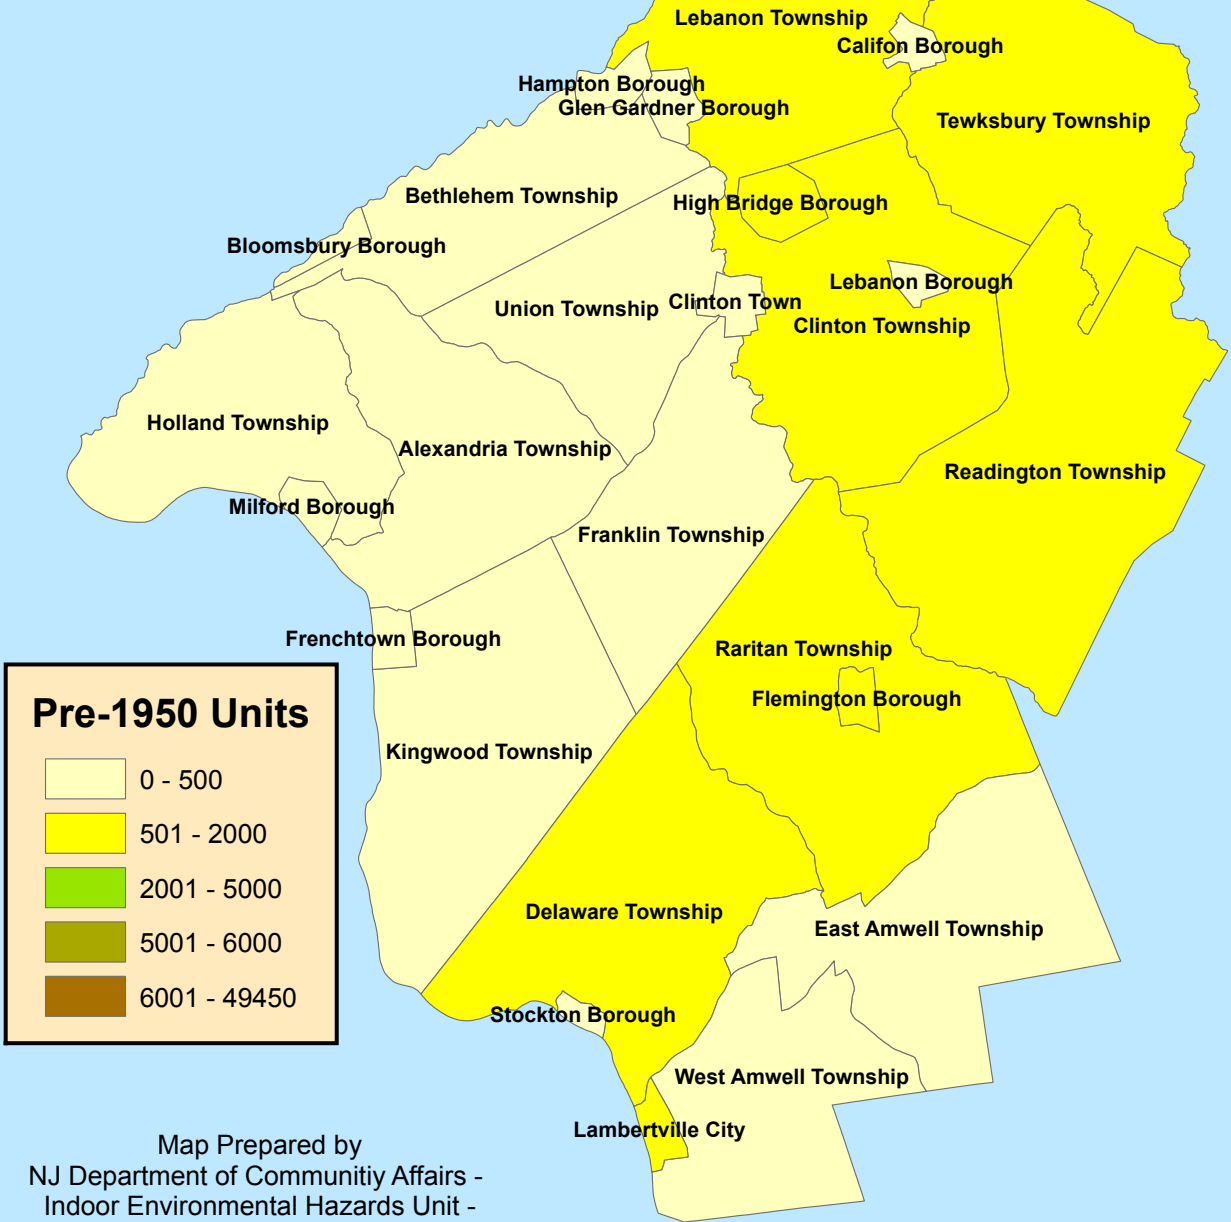 Lebanon Township
Califon Borough
Hampton Borough
Glen Gardner Borough
Tewksbury Township
Bethlehem Township
High Bridge Borough
Bloomsbury Borough
Lebanon Borough
Union Township
Clinton Town
Clinton Township
Holland Township
Alexandria Township
Readington Township
Milford Borough
Franklin Township
Frenchtown Borough
Raritan Township
Flemington Borough
Kingwood Township
Pre-1950 Units
0 - 500
501 - 2000
2001 - 5000
5001 - 6000
6001 - 49450
Delaware Township
East Amwell Township
Stockton Borough
West Amwell Township
Lambertville City
Map Prepared by
NJ Department of Communitiy Affairs -
Indoor Environmental Hazards Unit -